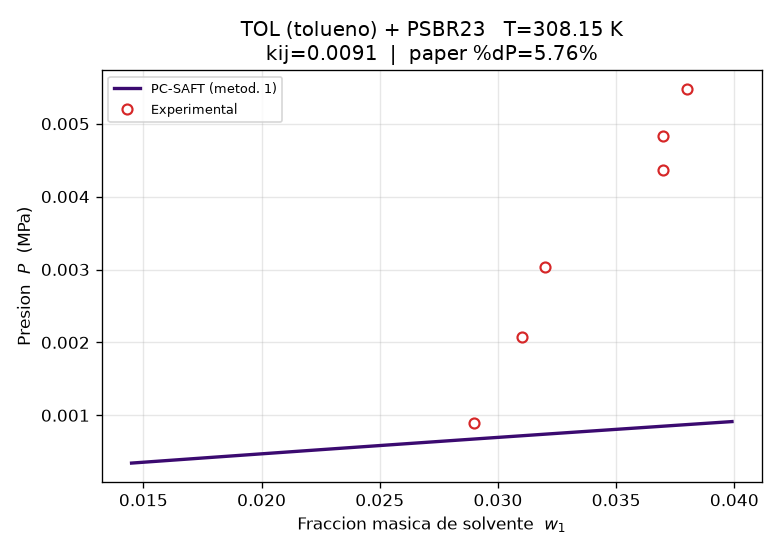 TOL (tolueno) + PSBR23   T=308.15 K
kij=0.0091  |  paper %dP=5.76%
PC-SAFT (metod. 1)
Experimental
Presion  P  (MPa)
0.005
0.004
0.003
0.002
0.001
0.015
0.020
0.025
0.030
0.035
0.040
Fraccion masica de solvente  w₁